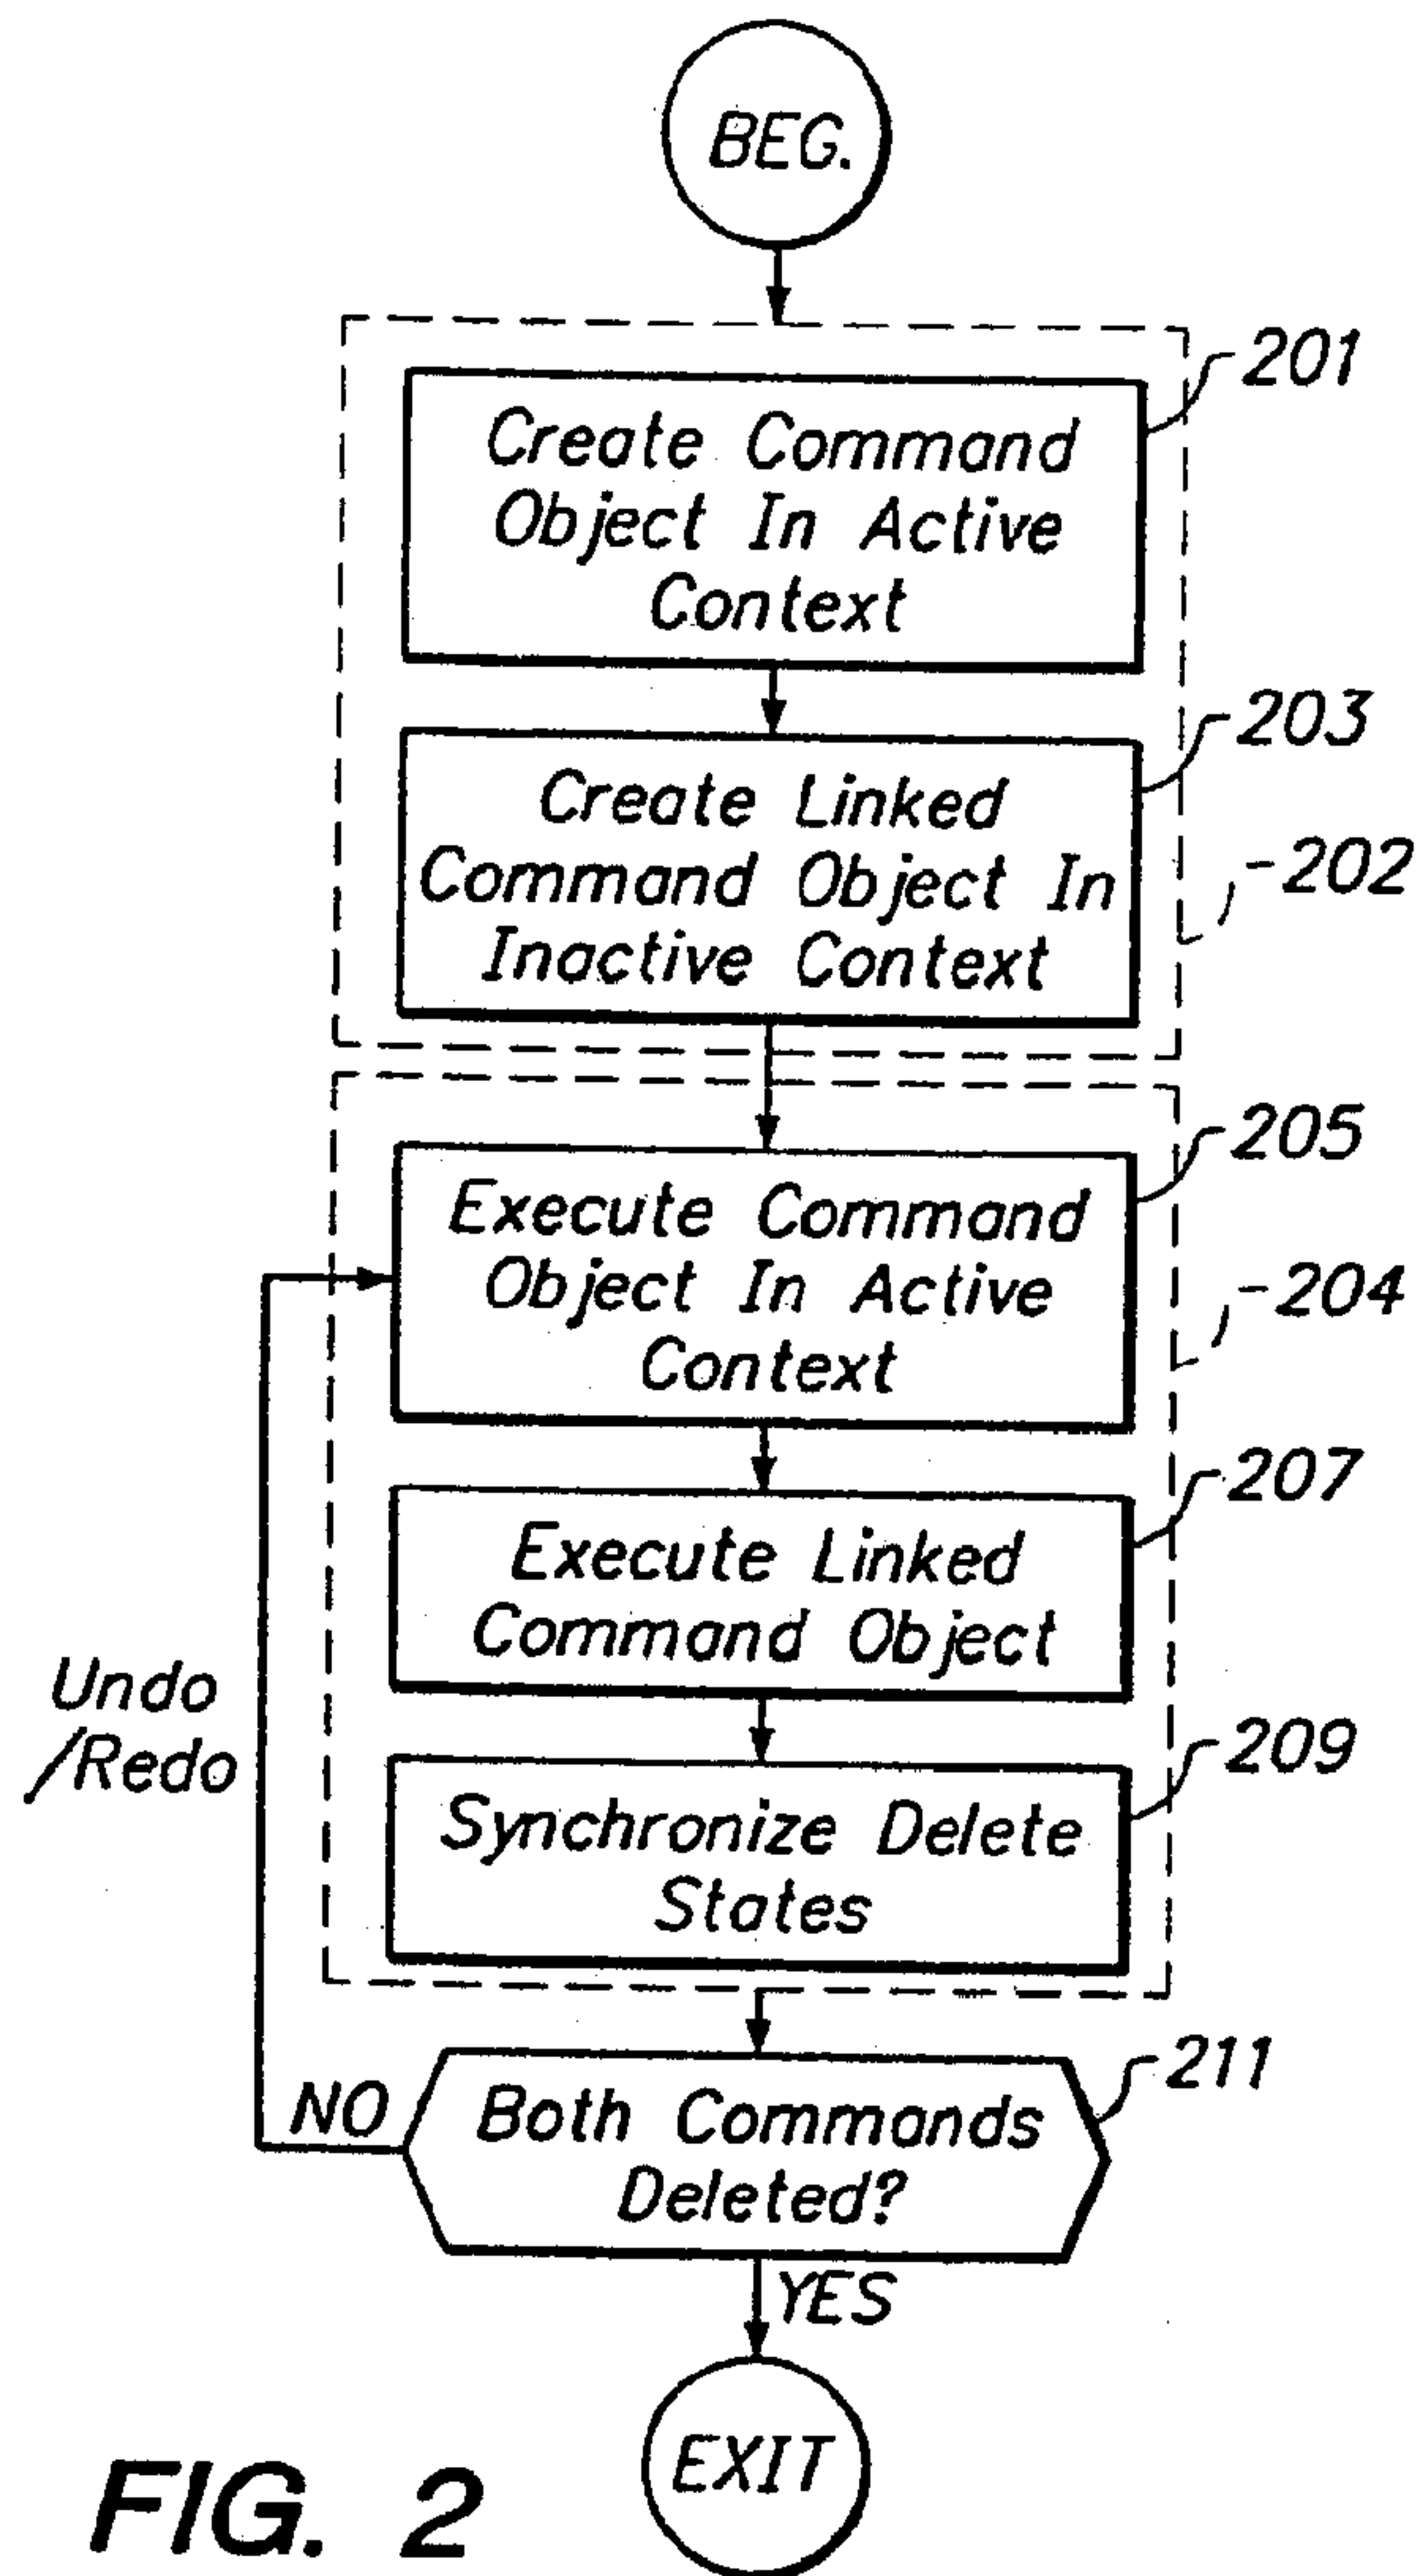 BEG.
201
Create Command
Object In Active
Context
203
Create Linked
Command Object In
Inactive Context
202
205
Execute Command
Object In Active
Context
204
207
Execute Linked
Command Object
Undo
/Redo
209
Synchronize Delete
States
211
NO
Both Commands
Deleted?
YES
EXIT
FIG. 2